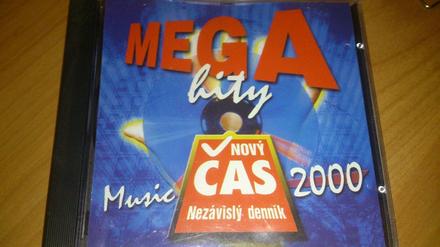 MEGA
hity
NOVÝ
ČAS
Nezávislý denník
Music 2000